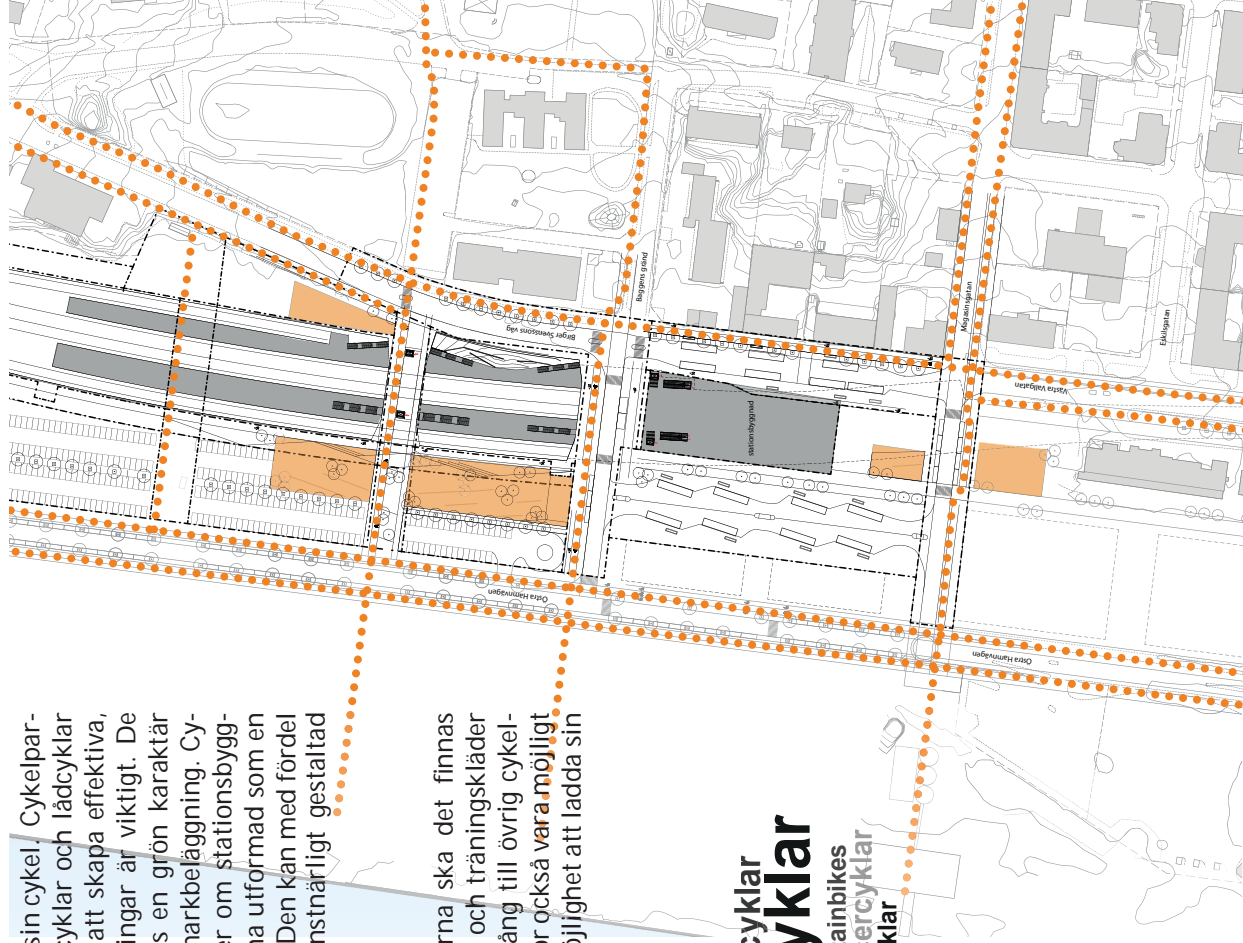 sin cykel. Cykelpar-
cyklar och lådcyklar
att skapa effektiva,
ingar är viktigt. De
s en grön karaktär
markbeläggning. Cy-
er om stationsbygg-
na utformad som en
Den kan med fördel
nstnärligt gestaltad
rna ska det finnas
och träningskläder
ång till övrig cykel-
or också vara möjligt
öjlighet att ladda sin
cyklar
yklar
ainbikes
ercyklar
klar
Birger Svenssons väg
Baggens gränd
Magasinsgatan
Eskilsgatan
Västra Vallgatan
stationsbyggnad
Östra Hamnvägen
Östra Hamnvägen